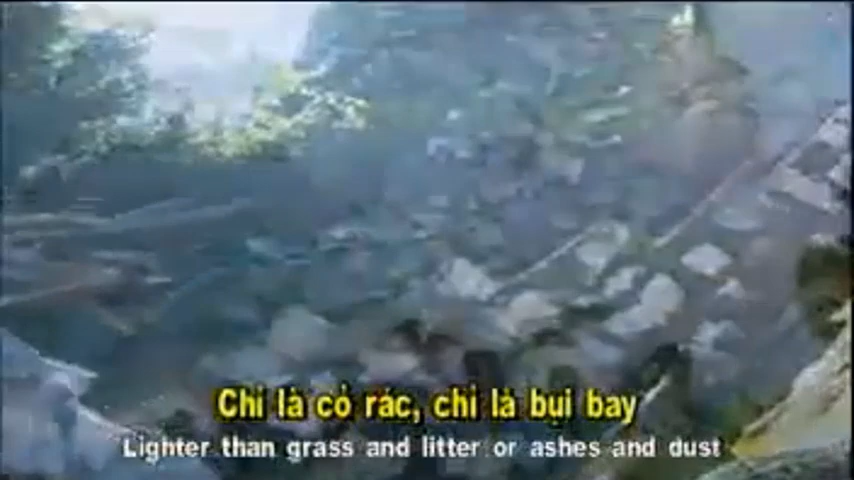 Chỉ là cỏ rác, chỉ là bụi bay
Lighter than grass and litter or ashes and dust